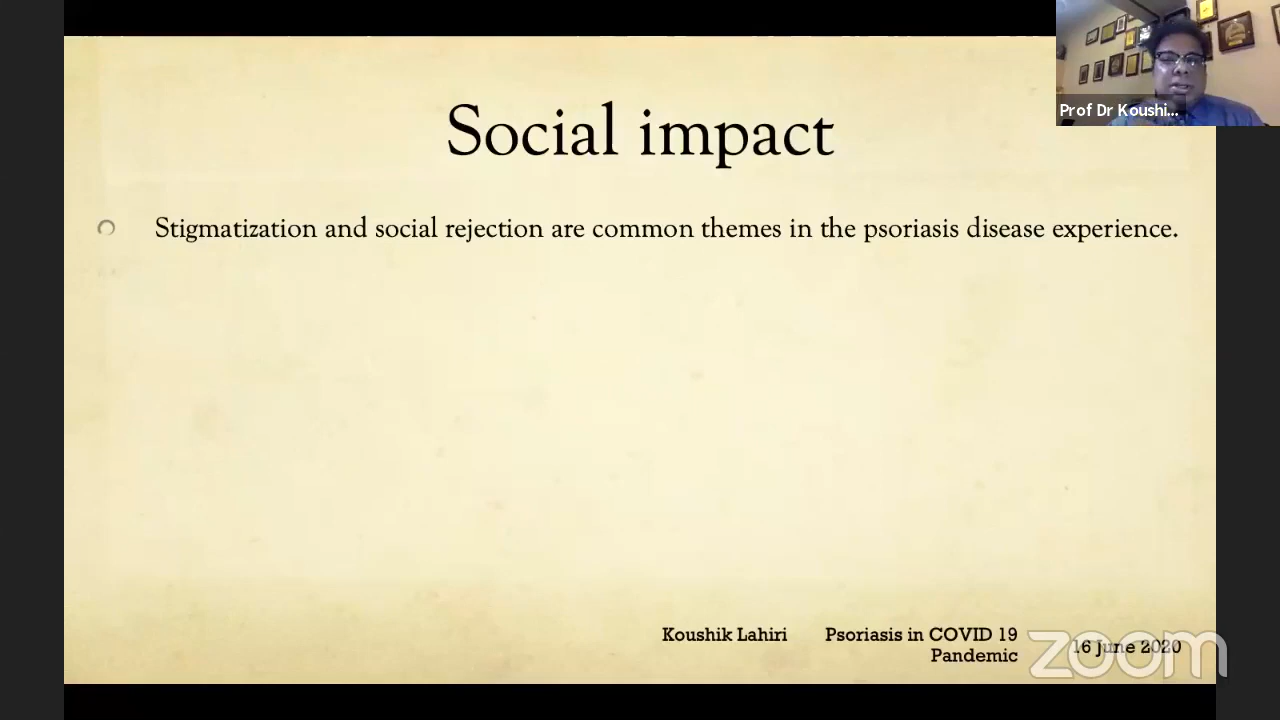 Social impact
Prof Dr Koushi...
Stigmatization and social rejection are common themes in the psoriasis disease experience.
Koushik Lahiri
Psoriasis in COVID 19
Pandemic
16 June 2020
zoom